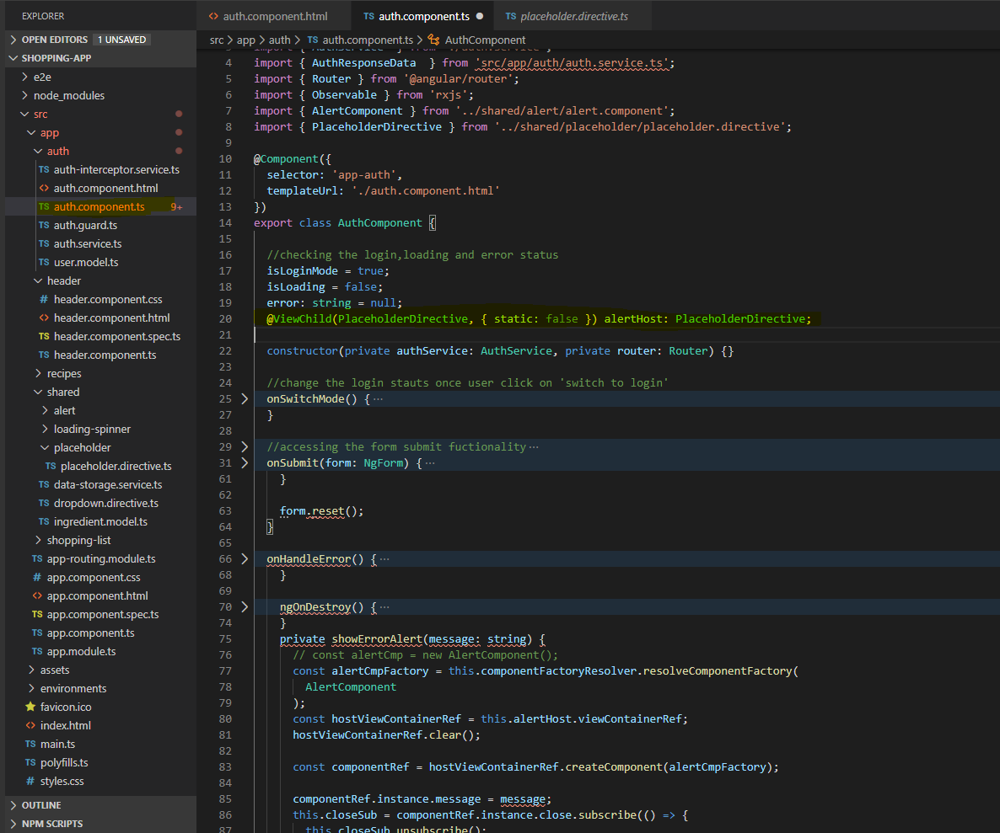 EXPLORER
OPEN EDITORS 1 UNSAVED
SHOPPING-APP
e2e
node_modules
src
app
auth
TS auth-interceptor.service.ts
<> auth.component.html
TS auth.component.ts 9+
TS auth.guard.ts
TS auth.service.ts
TS user.model.ts
header
# header.component.css
<> header.component.html
TS header.component.spec.ts
TS header.component.ts
recipes
shared
alert
loading-spinner
placeholder
TS placeholder.directive.ts
TS data-storage.service.ts
TS dropdown.directive.ts
TS ingredient.model.ts
shopping-list
TS app-routing.module.ts
# app.component.css
<> app.component.html
TS app.component.spec.ts
TS app.component.ts
TS app.module.ts
assets
environments
favicon.ico
<> index.html
TS main.ts
TS polyfills.ts
# styles.css
OUTLINE
NPM SCRIPTS
<> auth.component.html TS auth.component.ts ● TS placeholder.directive.ts
src > app > auth > TS auth.component.ts > AuthComponent
import { AuthService } from './auth.service';
4 import { AuthResponseData  } from 'src/app/auth/auth.service.ts';
5 import { Router } from '@angular/router';
6 import { Observable } from 'rxjs';
7 import { AlertComponent } from '../shared/alert/alert.component';
8 import { PlaceholderDirective } from '../shared/placeholder/placeholder.directive';
9
10 @Component({
11   selector: 'app-auth',
12   templateUrl: './auth.component.html'
13 })
14 export class AuthComponent {
15
16   //checking the login,loading and error status
17   isLoginMode = true;
18   isLoading = false;
19   error: string = null;
20   @ViewChild(PlaceholderDirective, { static: false }) alertHost: PlaceholderDirective;
21
22   constructor(private authService: AuthService, private router: Router) {}
23
24   //change the login stauts once user click on 'switch to login'
25 > onSwitchMode() { ···
27   }
28
29 > //accessing the form submit fuctionality ···
31 > onSubmit(form: NgForm) { ···
61     }
62
63     form.reset();
64   }
65
66 > onHandleError() { ···
68     }
69
70 >   ngOnDestroy() { ···
74     }
75     private showErrorAlert(message: string) {
76       // const alertCmp = new AlertComponent();
77       const alertCmpFactory = this.componentFactoryResolver.resolveComponentFactory(
78         AlertComponent
79       );
80       const hostViewContainerRef = this.alertHost.viewContainerRef;
81       hostViewContainerRef.clear();
82
83       const componentRef = hostViewContainerRef.createComponent(alertCmpFactory);
84
85       componentRef.instance.message = message;
86       this.closeSub = componentRef.instance.close.subscribe(() => {
87         this.closeSub.unsubscribe();